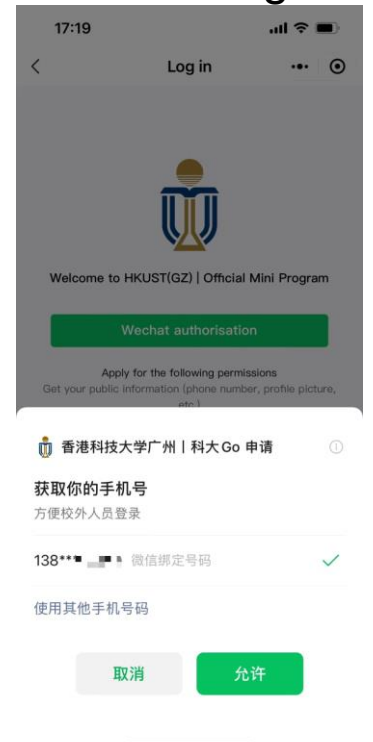 17:19
Log in
Welcome to HKUST(GZ) | Official Mini Program
Wechat authorisation
Apply for the following permissions
Get your public information (phone number, profile picture,
etc.)
香港科技大学广州 | 科大Go 申请
获取你的手机号
方便校外人员登录
138*** 微信绑定号码
使用其他手机号码
取消 允许